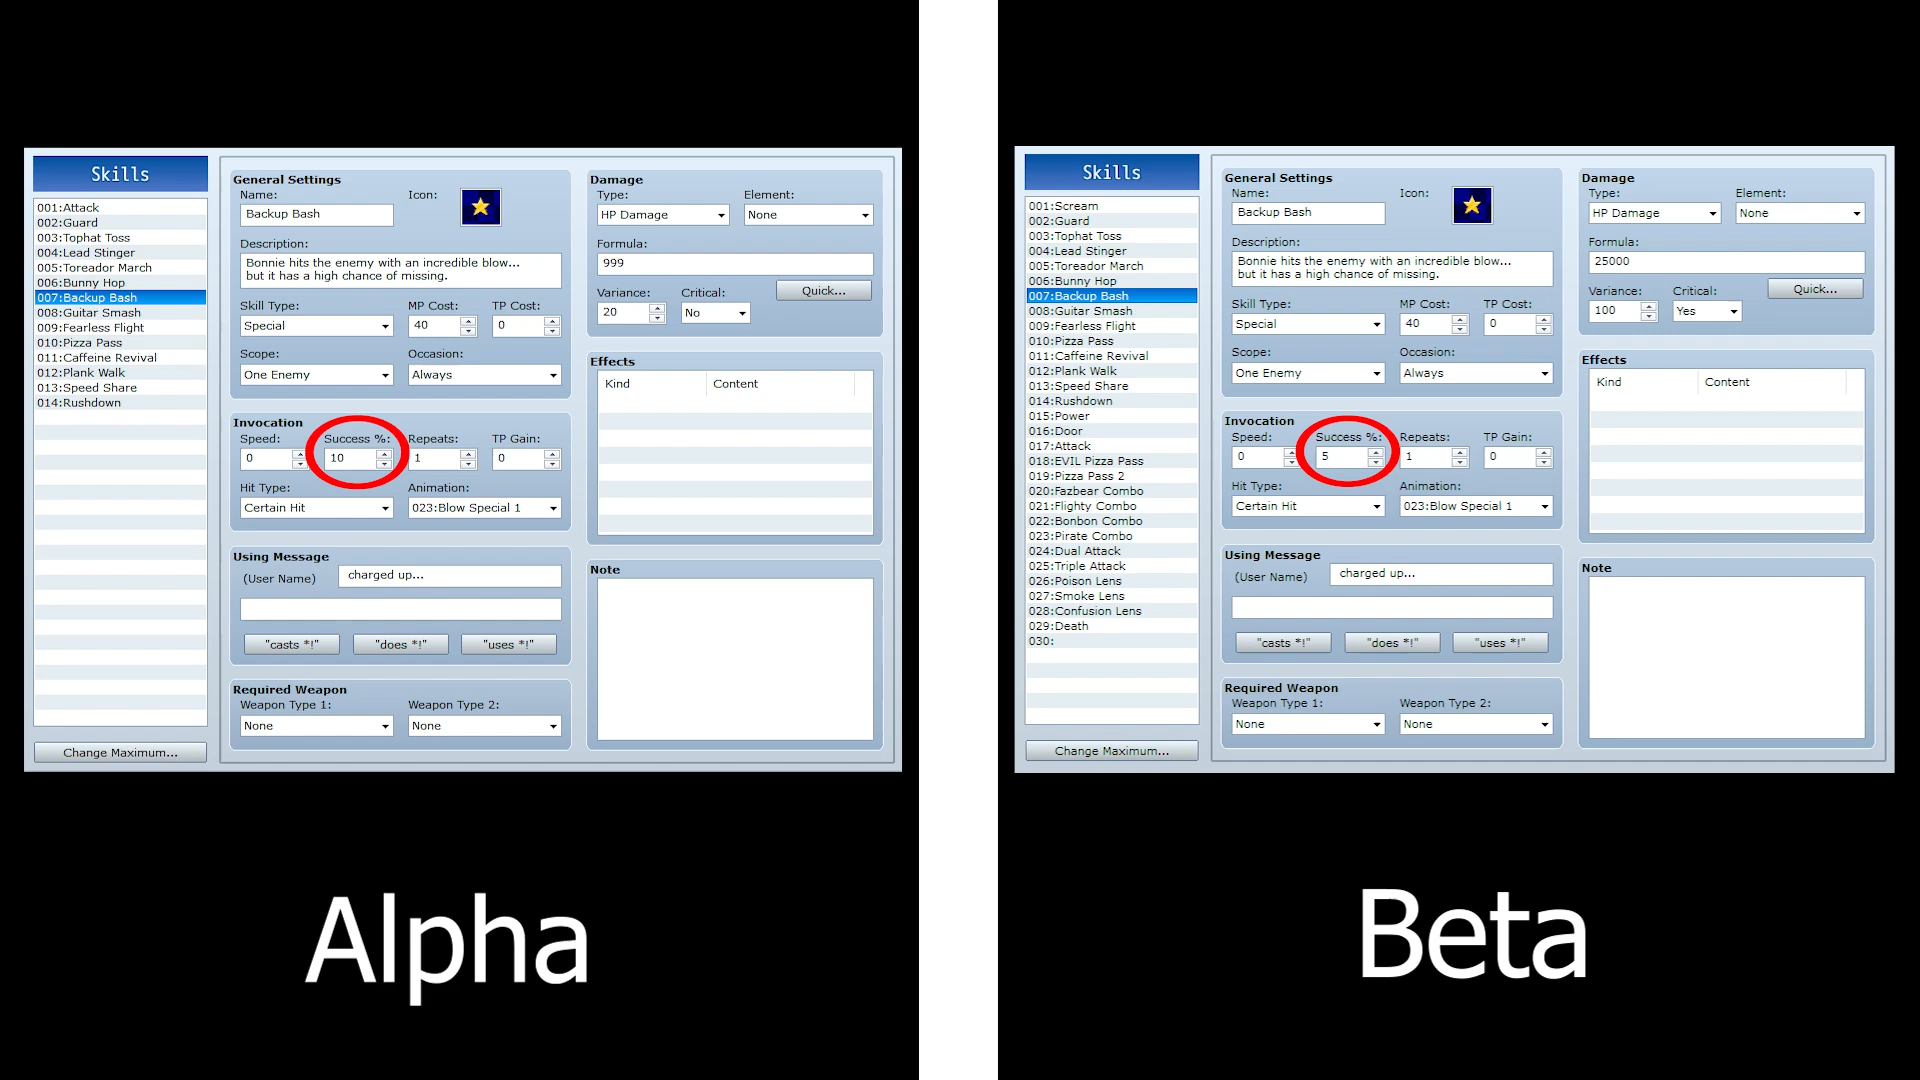 Skills
001:Attack
002:Guard
003:Tophat Toss
004:Lead Stinger
005:Toreador March
006:Bunny Hop
007:Backup Bash
008:Guitar Smash
009:Fearless Flight
010:Pizza Pass
011:Caffeine Revival
012:Plank Walk
013:Speed Share
014:Rushdown
Change Maximum...
General Settings
Name: Icon:
Backup Bash
Description:
Bonnie hits the enemy with an incredible blow...
but it has a high chance of missing.
Skill Type: MP Cost: TP Cost:
Special 40 0
Scope: Occasion:
One Enemy Always
Invocation
Speed: Success %: Repeats: TP Gain:
0 10 1 0
Hit Type: Animation:
Certain Hit 023:Blow Special 1
Using Message
(User Name) charged up...
"casts *!" "does *!" "uses *!"
Required Weapon
Weapon Type 1: Weapon Type 2:
None None
Damage
Type: Element:
HP Damage None
Formula:
999
Variance: Critical: Quick...
20 No
Effects
Kind Content
Note
Alpha
Skills
001:Scream
002:Guard
003:Tophat Toss
004:Lead Stinger
005:Toreador March
006:Bunny Hop
007:Backup Bash
008:Guitar Smash
009:Fearless Flight
010:Pizza Pass
011:Caffeine Revival
012:Plank Walk
013:Speed Share
014:Rushdown
015:Power
016:Door
017:Attack
018:EVIL Pizza Pass
019:Pizza Pass 2
020:Fazbear Combo
021:Flighty Combo
022:Bonbon Combo
023:Pirate Combo
024:Dual Attack
025:Triple Attack
026:Poison Lens
027:Smoke Lens
028:Confusion Lens
029:Death
030:
Change Maximum...
General Settings
Name: Icon:
Backup Bash
Description:
Bonnie hits the enemy with an incredible blow...
but it has a high chance of missing.
Skill Type: MP Cost: TP Cost:
Special 40 0
Scope: Occasion:
One Enemy Always
Invocation
Speed: Success %: Repeats: TP Gain:
0 5 1 0
Hit Type: Animation:
Certain Hit 023:Blow Special 1
Using Message
(User Name) charged up...
"casts *!" "does *!" "uses *!"
Required Weapon
Weapon Type 1: Weapon Type 2:
None None
Damage
Type: Element:
HP Damage None
Formula:
25000
Variance: Critical: Quick...
100 Yes
Effects
Kind Content
Note
Beta